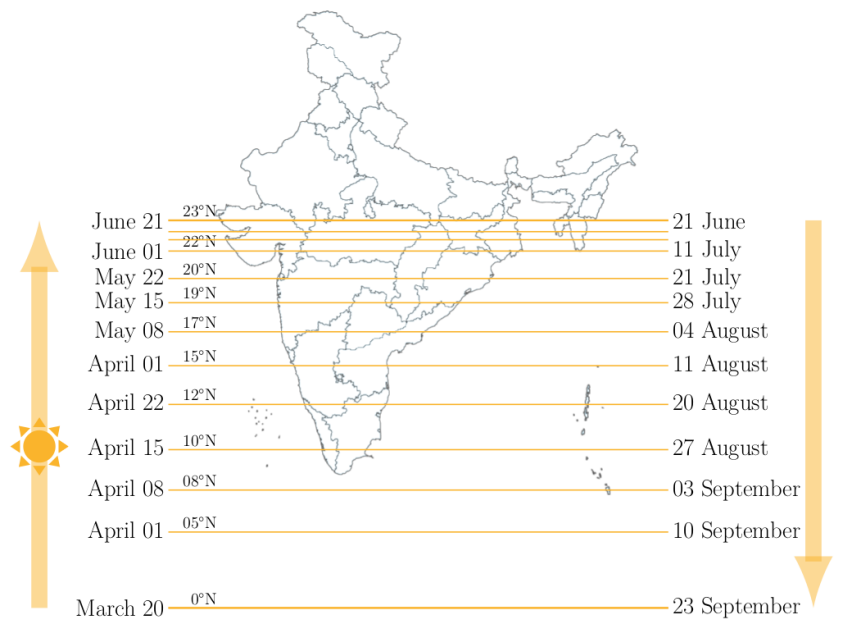 June 21 23°N 21 June
June 01 22°N 11 July
May 22 20°N 21 July
May 15 19°N 28 July
May 08 17°N 04 August
April 01 15°N 11 August
April 22 12°N 20 August
April 15 10°N 27 August
April 08 08°N 03 September
April 01 05°N 10 September
March 20 0°N 23 September